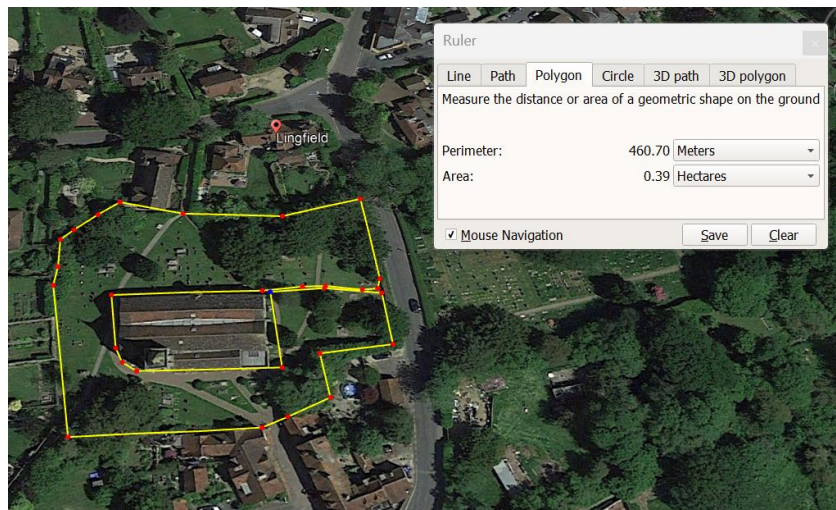 Ruler
Line Path Polygon Circle 3D path 3D polygon
Measure the distance or area of a geometric shape on the ground
Perimeter: 460.70 Meters
Area: 0.39 Hectares
Mouse Navigation Save Clear
Lingfield